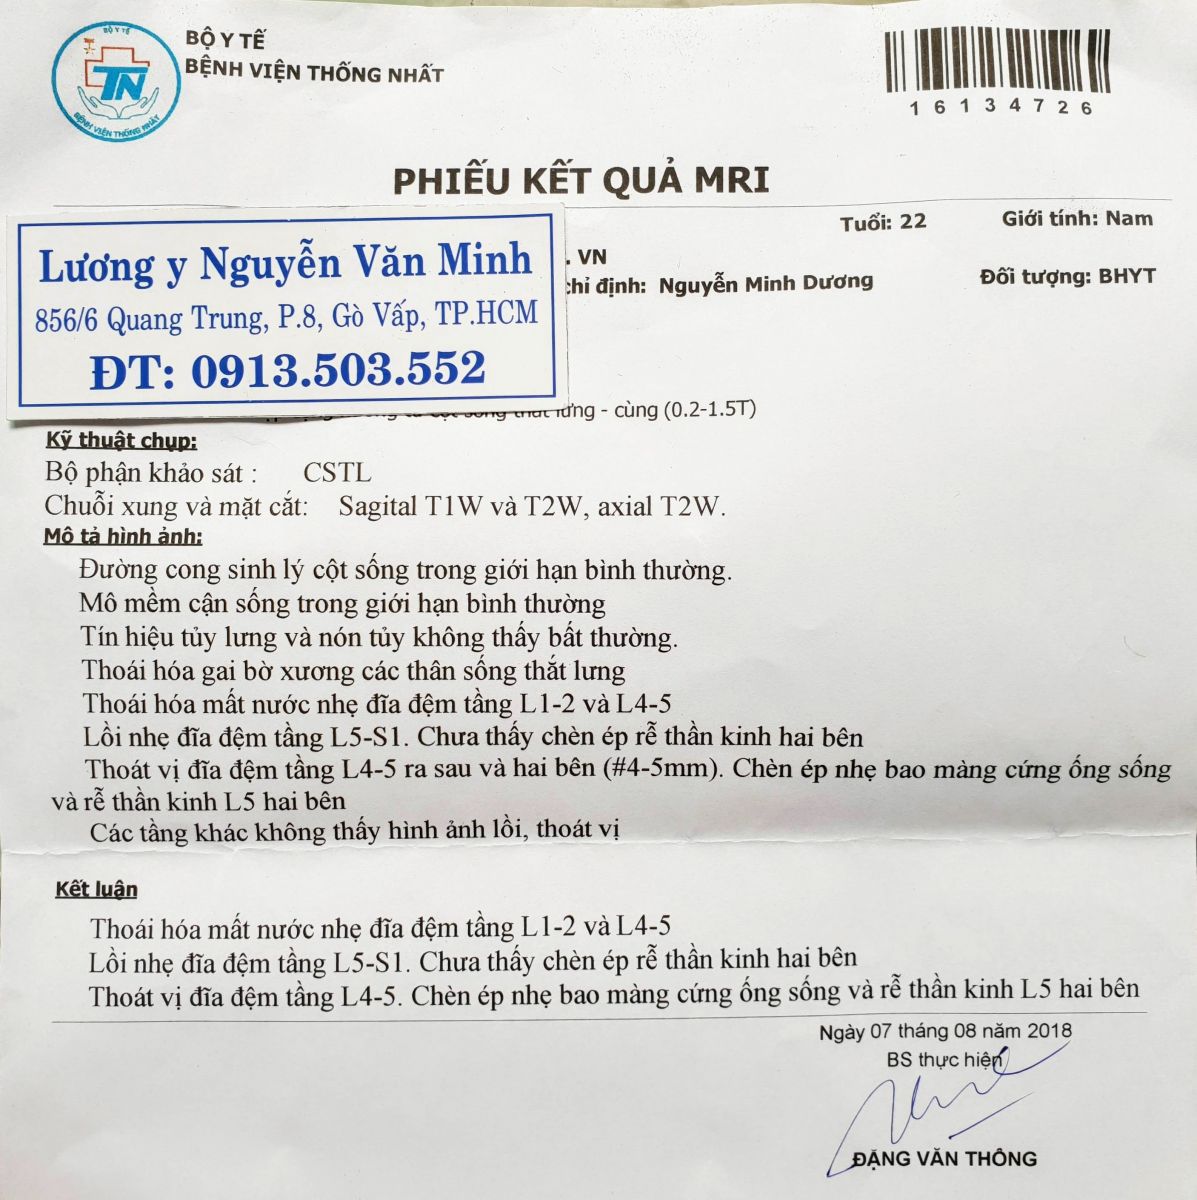 BỘ Y TẾ
TN
BỆNH VIỆN THỐNG NHẤT
BỘ Y TẾ
BỆNH VIỆN THỐNG NHẤT
16134726
PHIẾU KẾT QUẢ MRI
Tuổi: 22 Giới tính: Nam
. VN
chỉ định: Nguyễn Minh Dương Đối tượng: BHYT
Lương y Nguyễn Văn Minh
856/6 Quang Trung, P.8, Gò Vấp, TP.HCM
ĐT: 0913.503.552
cột sống thắt lưng - cùng (0.2-1.5T)
Kỹ thuật chụp:
Bộ phận khảo sát : CSTL
Chuỗi xung và mặt cắt: Sagital T1W và T2W, axial T2W.
Mô tả hình ảnh:
Đường cong sinh lý cột sống trong giới hạn bình thường.
Mô mềm cận sống trong giới hạn bình thường
Tín hiệu tủy lưng và nón tủy không thấy bất thường.
Thoái hóa gai bờ xương các thân sống thắt lưng
Thoái hóa mất nước nhẹ đĩa đệm tầng L1-2 và L4-5
Lồi nhẹ đĩa đệm tầng L5-S1. Chưa thấy chèn ép rễ thần kinh hai bên
Thoát vị đĩa đệm tầng L4-5 ra sau và hai bên (#4-5mm). Chèn ép nhẹ bao màng cứng ống sống
và rễ thần kinh L5 hai bên
Các tầng khác không thấy hình ảnh lồi, thoát vị
Kết luận
Thoái hóa mất nước nhẹ đĩa đệm tầng L1-2 và L4-5
Lồi nhẹ đĩa đệm tầng L5-S1. Chưa thấy chèn ép rễ thần kinh hai bên
Thoát vị đĩa đệm tầng L4-5. Chèn ép nhẹ bao màng cứng ống sống và rễ thần kinh L5 hai bên
Ngày 07 tháng 08 năm 2018
BS thực hiện
ĐẶNG VĂN THÔNG